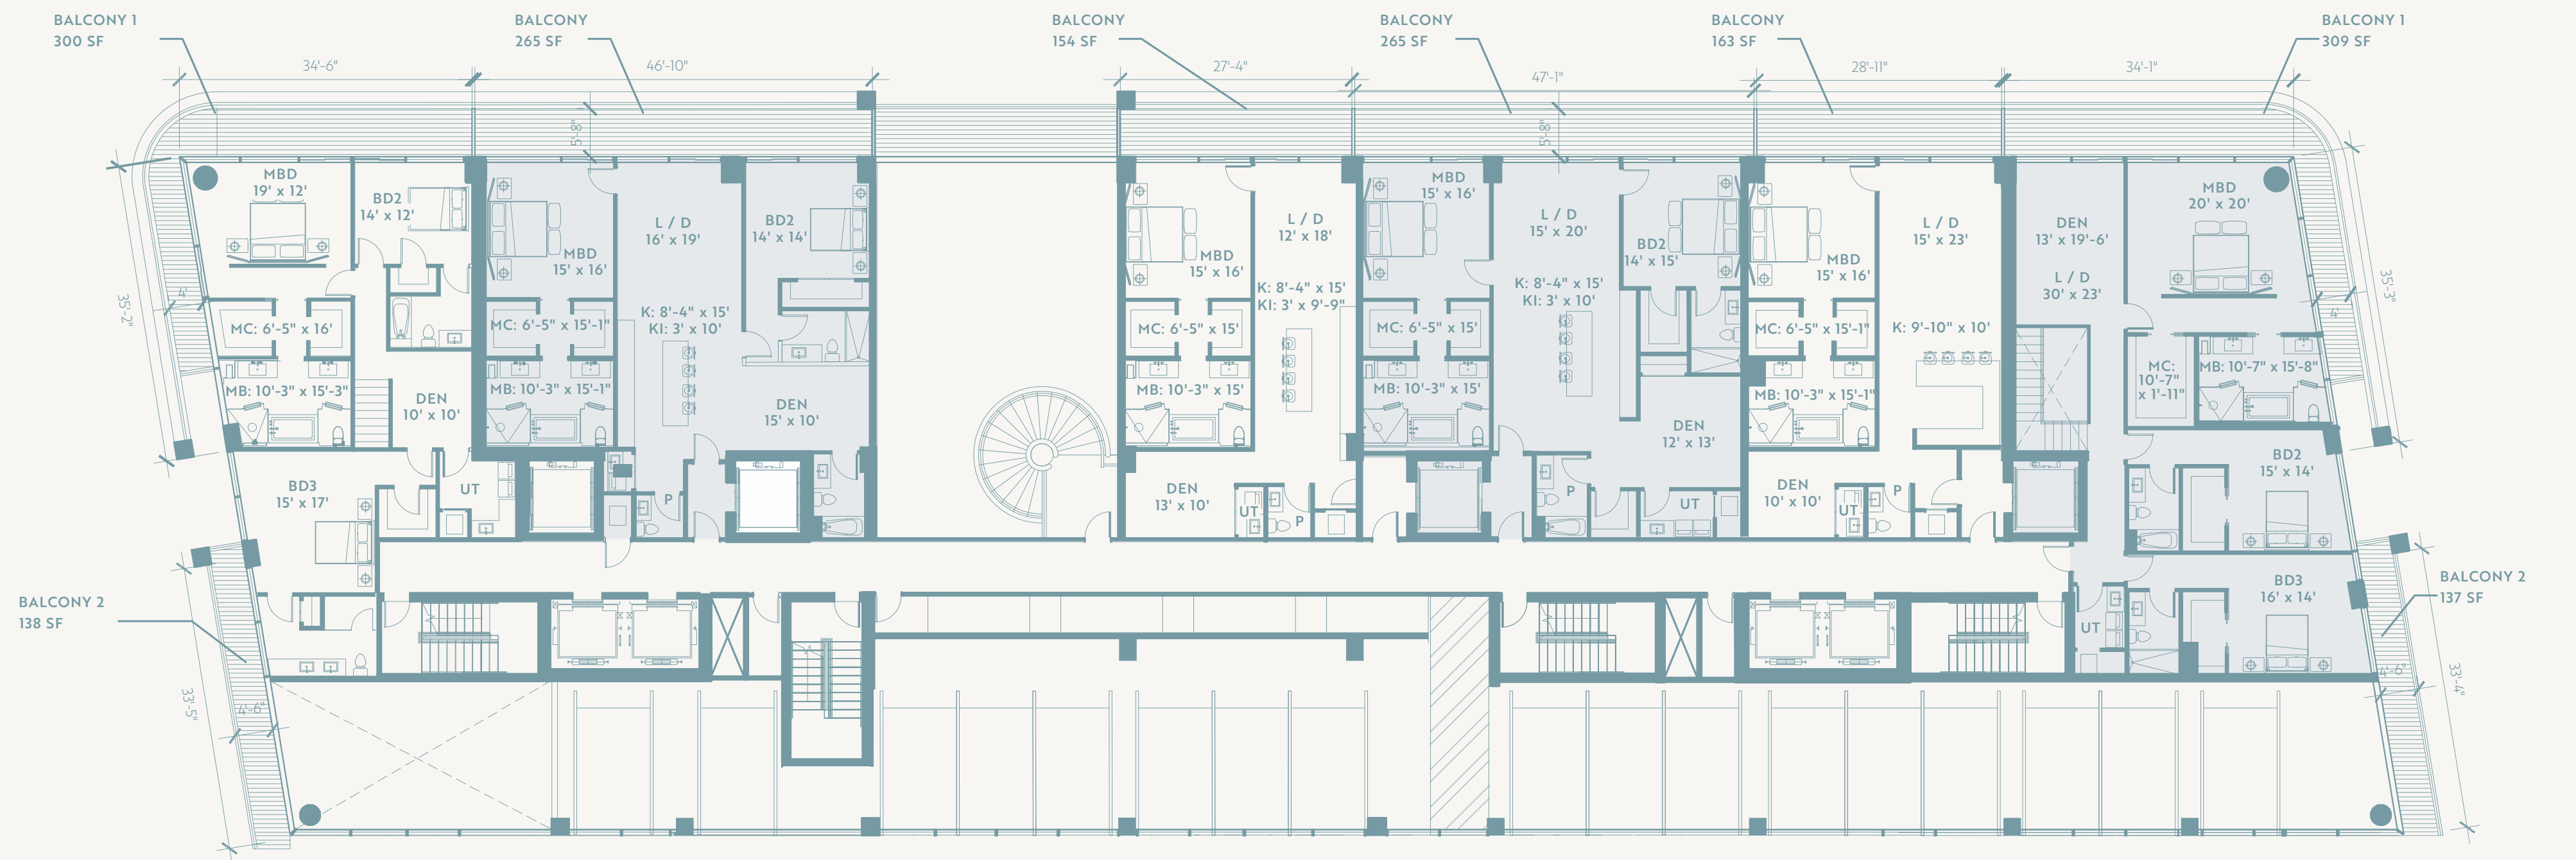 BALCONY 1
300 SF
BALCONY
265 SF
BALCONY
154 SF
BALCONY
265 SF
BALCONY
163 SF
BALCONY 1
309 SF
34'-6"
46'-10"
27'-4"
47'-1"
28'-11"
34'-1"
5'-8"
5'-8"
35'-2"
4'
MBD
19' x 12'
BD2
14' x 12'
MC: 6'-5" x 16'
MB: 10'-3" x 15'-3"
DEN
10' x 10'
BD3
15' x 17'
UT
MBD
15' x 16'
L / D
16' x 19'
BD2
14' x 14'
MC: 6'-5" x 15'-1"
K: 8'-4" x 15'
KI: 3' x 10'
MB: 10'-3" x 15'-1"
DEN
15' x 10'
P
MBD
15' x 16'
L / D
12' x 18'
K: 8'-4" x 15'
KI: 3' x 9'-9"
MC: 6'-5" x 15'
MB: 10'-3" x 15'
DEN
13' x 10'
UT
P
MBD
15' x 16'
L / D
15' x 20'
BD2
14' x 15'
K: 8'-4" x 15'
KI: 3' x 10'
MC: 6'-5" x 15'
MB: 10'-3" x 15'
DEN
12' x 13'
P
UT
MBD
15' x 16'
L / D
15' x 23'
MC: 6'-5" x 15'-1"
K: 9'-10" x 10'
MB: 10'-3" x 15'-1"
DEN
10' x 10'
UT
P
DEN
13' x 19'-6"
L / D
30' x 23'
MBD
20' x 20'
MC:
10'-7"
x 1'-11"
MB: 10'-7" x 15'-8"
BD2
15' x 14'
BD3
16' x 14'
UT
35'-3"
4'
BALCONY 2
138 SF
33'-5"
4'-6"
BALCONY 2
137 SF
4'-6"
33'-4"